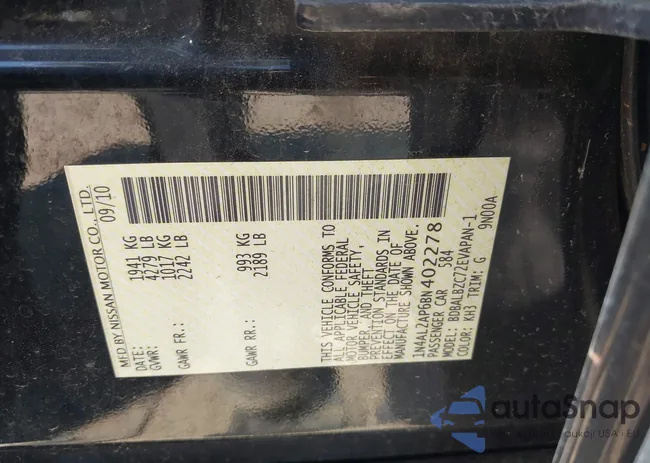 MFD BY NISSAN MOTOR CO., LTD.
09/10
GVWR: 1941 KG
4279 LB
GAWR FR: 1017 KG
2242 LB
GAWR RR: 993 KG
2189 LB
THIS VEHICLE CONFORMS TO
ALL APPLICABLE FEDERAL
MOTOR VEHICLE SAFETY,
BUMPER, AND THEFT
PREVENTION STANDARDS IN
EFFECT ON THE DATE OF
MANUFACTURE SHOWN ABOVE.
1N4AL2AP6BN402278
PASSENGER CAR 584
MODEL: BDBALBZC72EVAPAN-1
COLOR: KH3 TRIM: G 9N00A
autoSnap
aukcji USA i EU